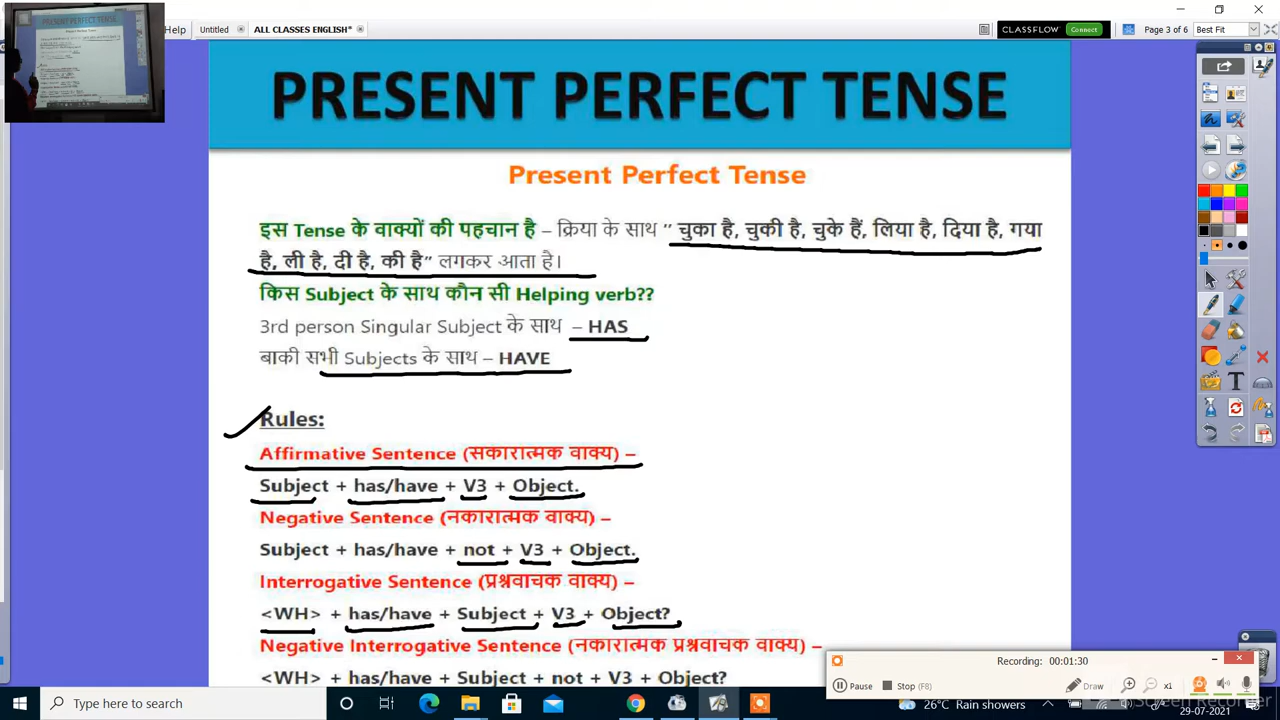 Help
Untitled
ALL CLASSES ENGLISH*
CLASSFLOW
Connect
Page 3 of 6
Best Fit
PRESENT PERFECT TENSE
Present Perfect Tense
इस Tense के वाक्यों की पहचान है – क्रिया के साथ " चुका है, चुकी है, चुके हैं, लिया है, दिया है, गया
है, ली है, दी है, की है" लगकर आता है।
किस Subject के साथ कौन सी Helping verb??
3rd person Singular Subject के साथ – HAS
बाकी सभी Subjects के साथ – HAVE
Rules:
Affirmative Sentence (सकारात्मक वाक्य) –
Subject + has/have + V3 + Object.
Negative Sentence (नकारात्मक वाक्य) –
Subject + has/have + not + V3 + Object.
Interrogative Sentence (प्रश्नवाचक वाक्य) –
<WH> + has/have + Subject + V3 + Object?
Negative Interrogative Sentence (नकारात्मक प्रश्नवाचक वाक्य) –
<WH> + has/have + Subject + not + V3 + Object?
Recording: 00:01:30
Pause
Stop (F8)
Draw
x1
Type here to search
26°C Rain showers
Screen Recorder
29-07-2021